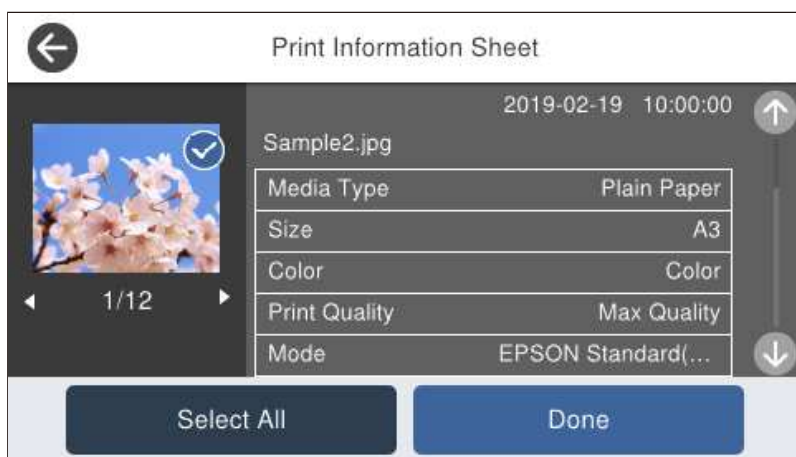 Print Information Sheet
2019-02-19 10:00:00
Sample2.jpg
Media Type Plain Paper
Size A3
Color Color
Print Quality Max Quality
Mode EPSON Standard(...
1/12
Select All Done